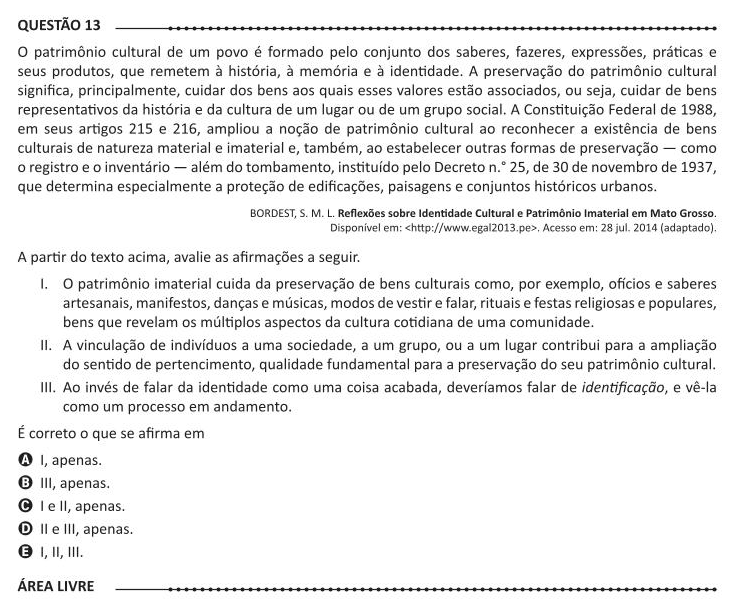 QUESTÃO 13
O patrimônio cultural de um povo é formado pelo conjunto dos saberes, fazeres, expressões, práticas e
seus produtos, que remetem à história, à memória e à identidade. A preservação do patrimônio cultural
significa, principalmente, cuidar dos bens aos quais esses valores estão associados, ou seja, cuidar de bens
representativos da história e da cultura de um lugar ou de um grupo social. A Constituição Federal de 1988,
em seus artigos 215 e 216, ampliou a noção de patrimônio cultural ao reconhecer a existência de bens
culturais de natureza material e imaterial e, também, ao estabelecer outras formas de preservação — como
o registro e o inventário — além do tombamento, instituído pelo Decreto n.° 25, de 30 de novembro de 1937,
que determina especialmente a proteção de edificações, paisagens e conjuntos históricos urbanos.
BORDEST, S. M. L. Reflexões sobre Identidade Cultural e Patrimônio Imaterial em Mato Grosso.
Disponível em: <http://www.egal2013.pe>. Acesso em: 28 jul. 2014 (adaptado).
A partir do texto acima, avalie as afirmações a seguir.
I. O patrimônio imaterial cuida da preservação de bens culturais como, por exemplo, ofícios e saberes
artesanais, manifestos, danças e músicas, modos de vestir e falar, rituais e festas religiosas e populares,
bens que revelam os múltiplos aspectos da cultura cotidiana de uma comunidade.
II. A vinculação de indivíduos a uma sociedade, a um grupo, ou a um lugar contribui para a ampliação
do sentido de pertencimento, qualidade fundamental para a preservação do seu patrimônio cultural.
III. Ao invés de falar da identidade como uma coisa acabada, deveríamos falar de identificação, e vê-la
como um processo em andamento.
É correto o que se afirma em
A I, apenas.
B III, apenas.
C I e II, apenas.
D II e III, apenas.
E I, II, III.
ÁREA LIVRE